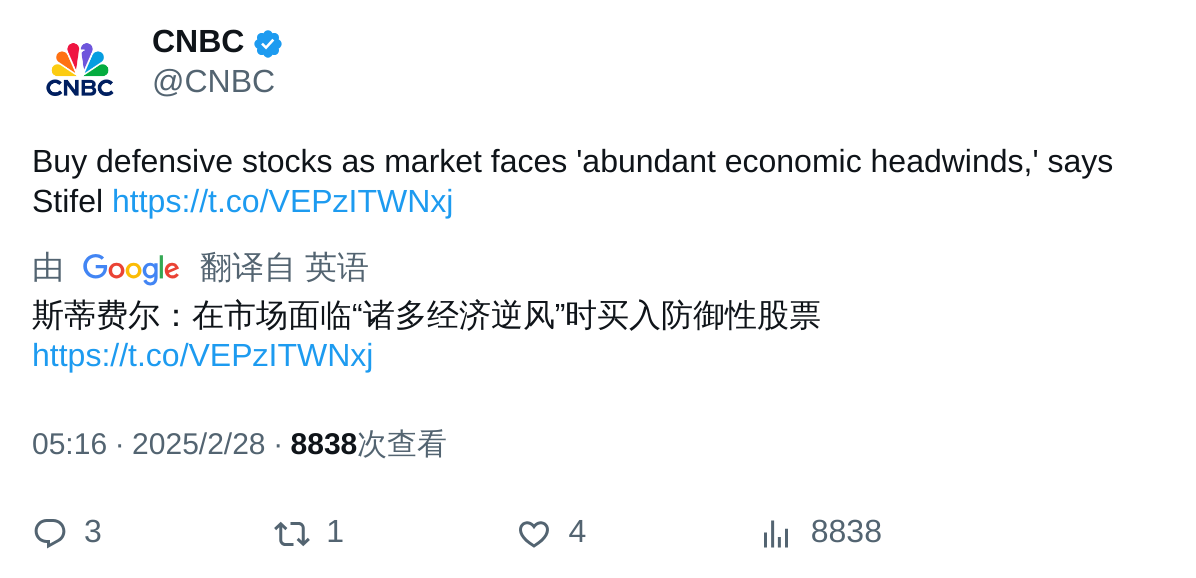 CNBC
CNBC
@CNBC
Buy defensive stocks as market faces 'abundant economic headwinds,' says
Stifel https://t.co/VEPzITWNxj
由 Google 翻译自 英语
斯蒂费尔：在市场面临“诸多经济逆风”时买入防御性股票
https://t.co/VEPzITWNxj
05:16 · 2025/2/28 · 8838次查看
3 1 4 8838